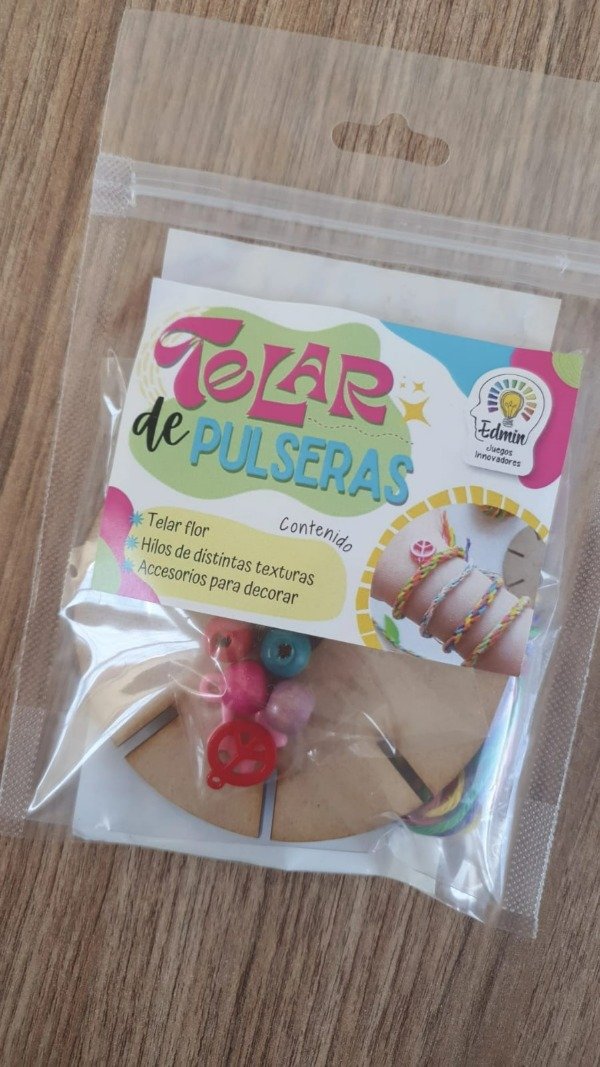 TeLAR
de PULSERAS
Edmin
Juegos
Innovadores
Contenido
Telar flor
Hilos de distintas texturas
Accesorios para decorar